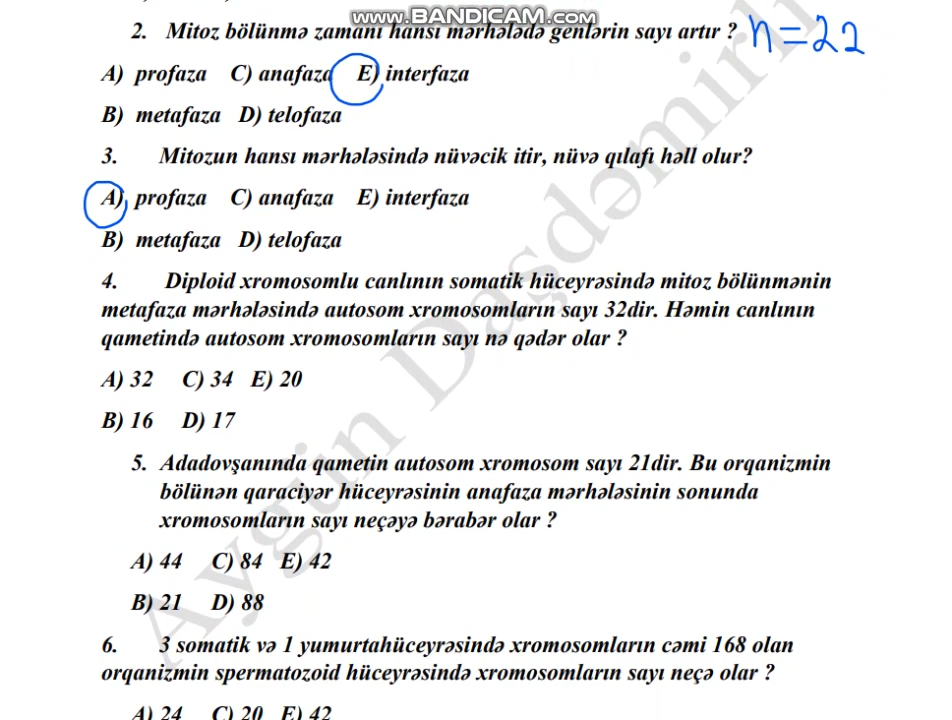 www.BANDICAM.com
2. Mitoz bölünmə zamanı hansı mərhələdə genlərin sayı artır ? n=22
A) profaza C) anafaza E) interfaza
B) metafaza D) telofaza
3. Mitozun hansı mərhələsində nüvəcik itir, nüvə qılafı həll olur?
A) profaza C) anafaza E) interfaza
B) metafaza D) telofaza
4. Diploid xromosomlu canlının somatik hüceyrəsində mitoz bölünmənin
metafaza mərhələsində autosom xromosomların sayı 32dir. Həmin canlının
qametində autosom xromosomların sayı nə qədər olar ?
A) 32 C) 34 E) 20
B) 16 D) 17
5. Adadovşanında qametin autosom xromosom sayı 21dir. Bu orqanizmin
bölünən qaraciyər hüceyrəsinin anafaza mərhələsinin sonunda
xromosomların sayı neçəyə bərabər olar ?
A) 44 C) 84 E) 42
B) 21 D) 88
6. 3 somatik və 1 yumurtahüceyrəsində xromosomların cəmi 168 olan
orqanizmin spermatozoid hüceyrəsində xromosomların sayı neçə olar ?
A) 24 C) 20 E) 42
Aygün Daşdəmirli